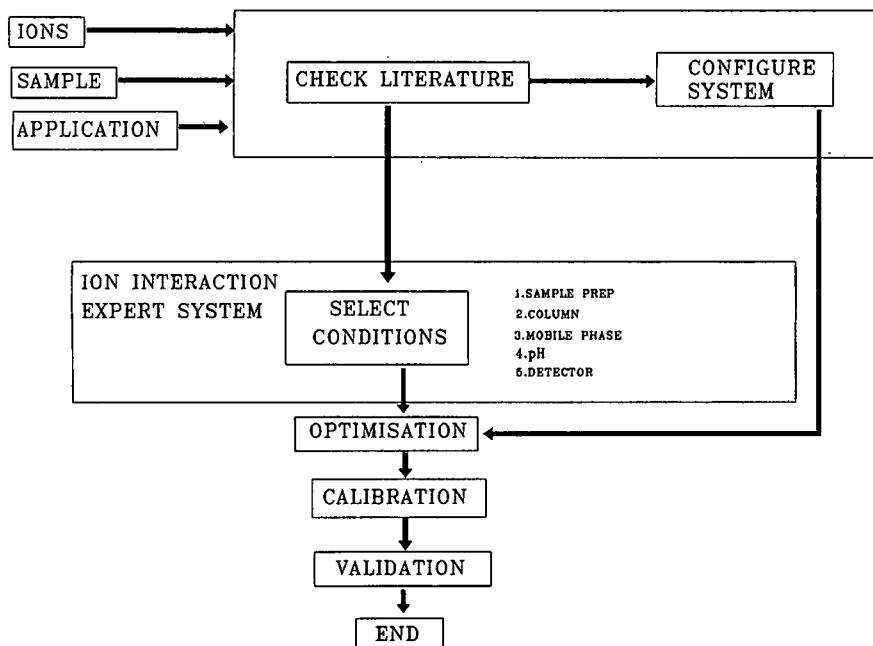 IONS
SAMPLE
APPLICATION
CHECK LITERATURE
CONFIGURE
SYSTEM
ION INTERACTION
EXPERT SYSTEM
SELECT
CONDITIONS
1.SAMPLE PREP
2.COLUMN
3.MOBILE PHASE
4.pH
5.DETECTOR
OPTIMISATION
CALIBRATION
VALIDATION
END